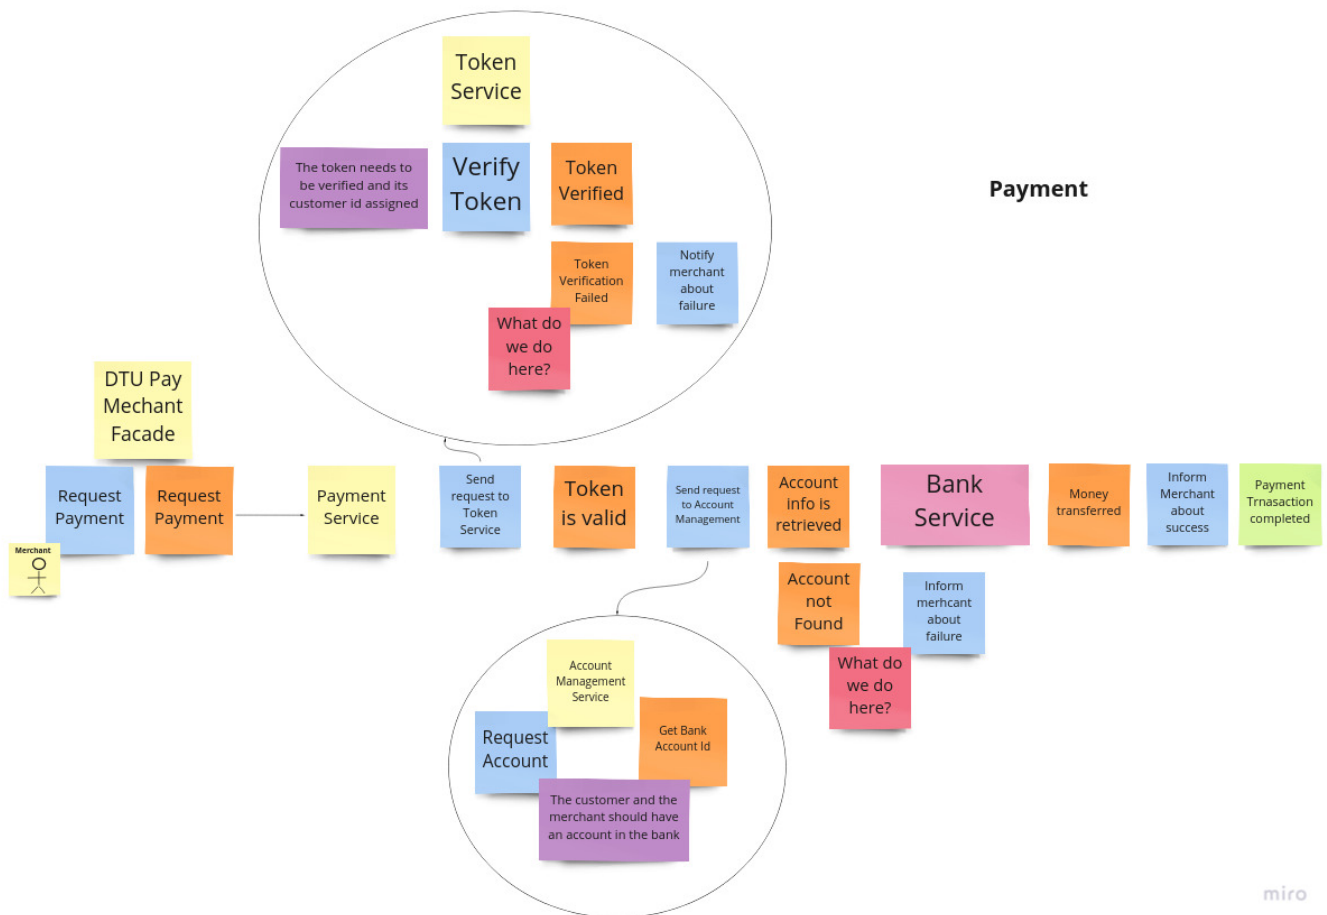 Token
Service
The token needs to
be verified and its
customer id assigned
Verify
Token
Token
Verified
Payment
Token
Verification
Failed
Notify
merchant
about
failure
What do
we do
here?
DTU Pay
Mechant
Facade
Request
Payment
Request
Payment
Merchant
Payment
Service
Send
request to
Token
Service
Token
is valid
Send request
to Account
Management
Account
info is
retrieved
Bank
Service
Money
transferred
Inform
Merchant
about
success
Payment
Trnasaction
completed
Account
not
Found
Inform
merhcant
about
failure
What do
we do
here?
Account
Management
Service
Request
Account
Get Bank
Account Id
The customer and the
merchant should have
an account in the bank
miro